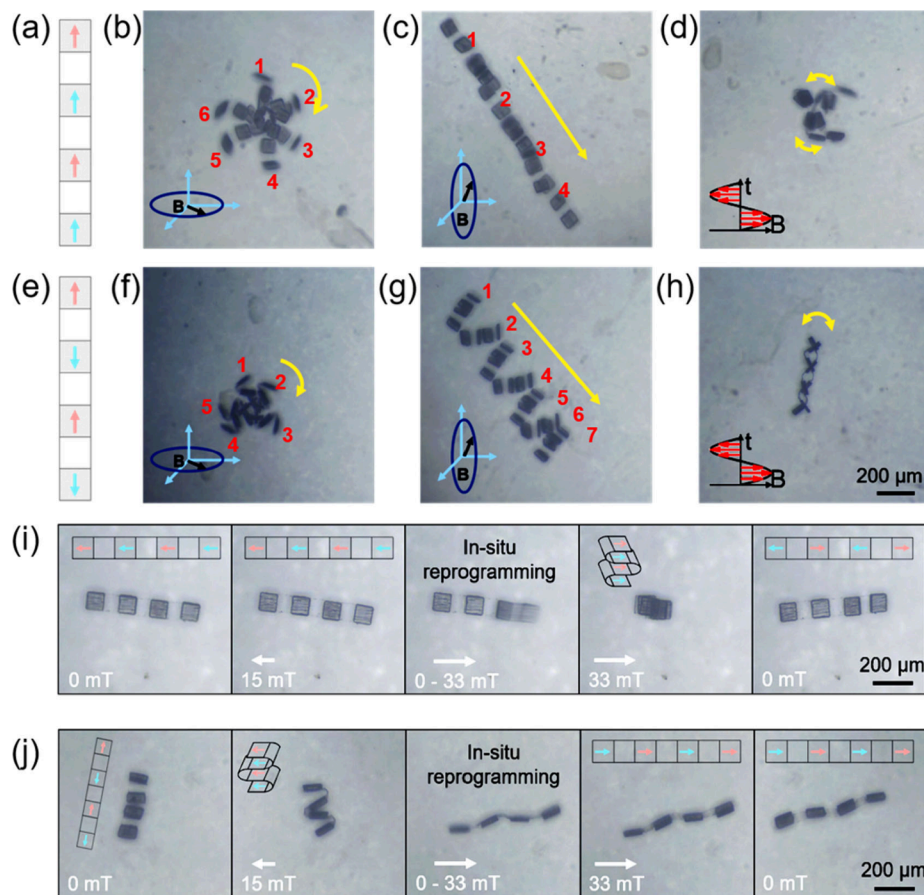 (a)
(b)
1
2
3
4
5
6
B
(c)
1
2
3
4
B
(d)
t
B
(e)
(f)
1
2
3
4
5
B
(g)
1
2
3
4
5
6
7
B
(h)
t
B
200 µm
(i)
0 mT
15 mT
In-situ
reprogramming
0 - 33 mT
33 mT
0 mT
200 µm
(j)
0 mT
15 mT
In-situ
reprogramming
0 - 33 mT
33 mT
0 mT
200 µm